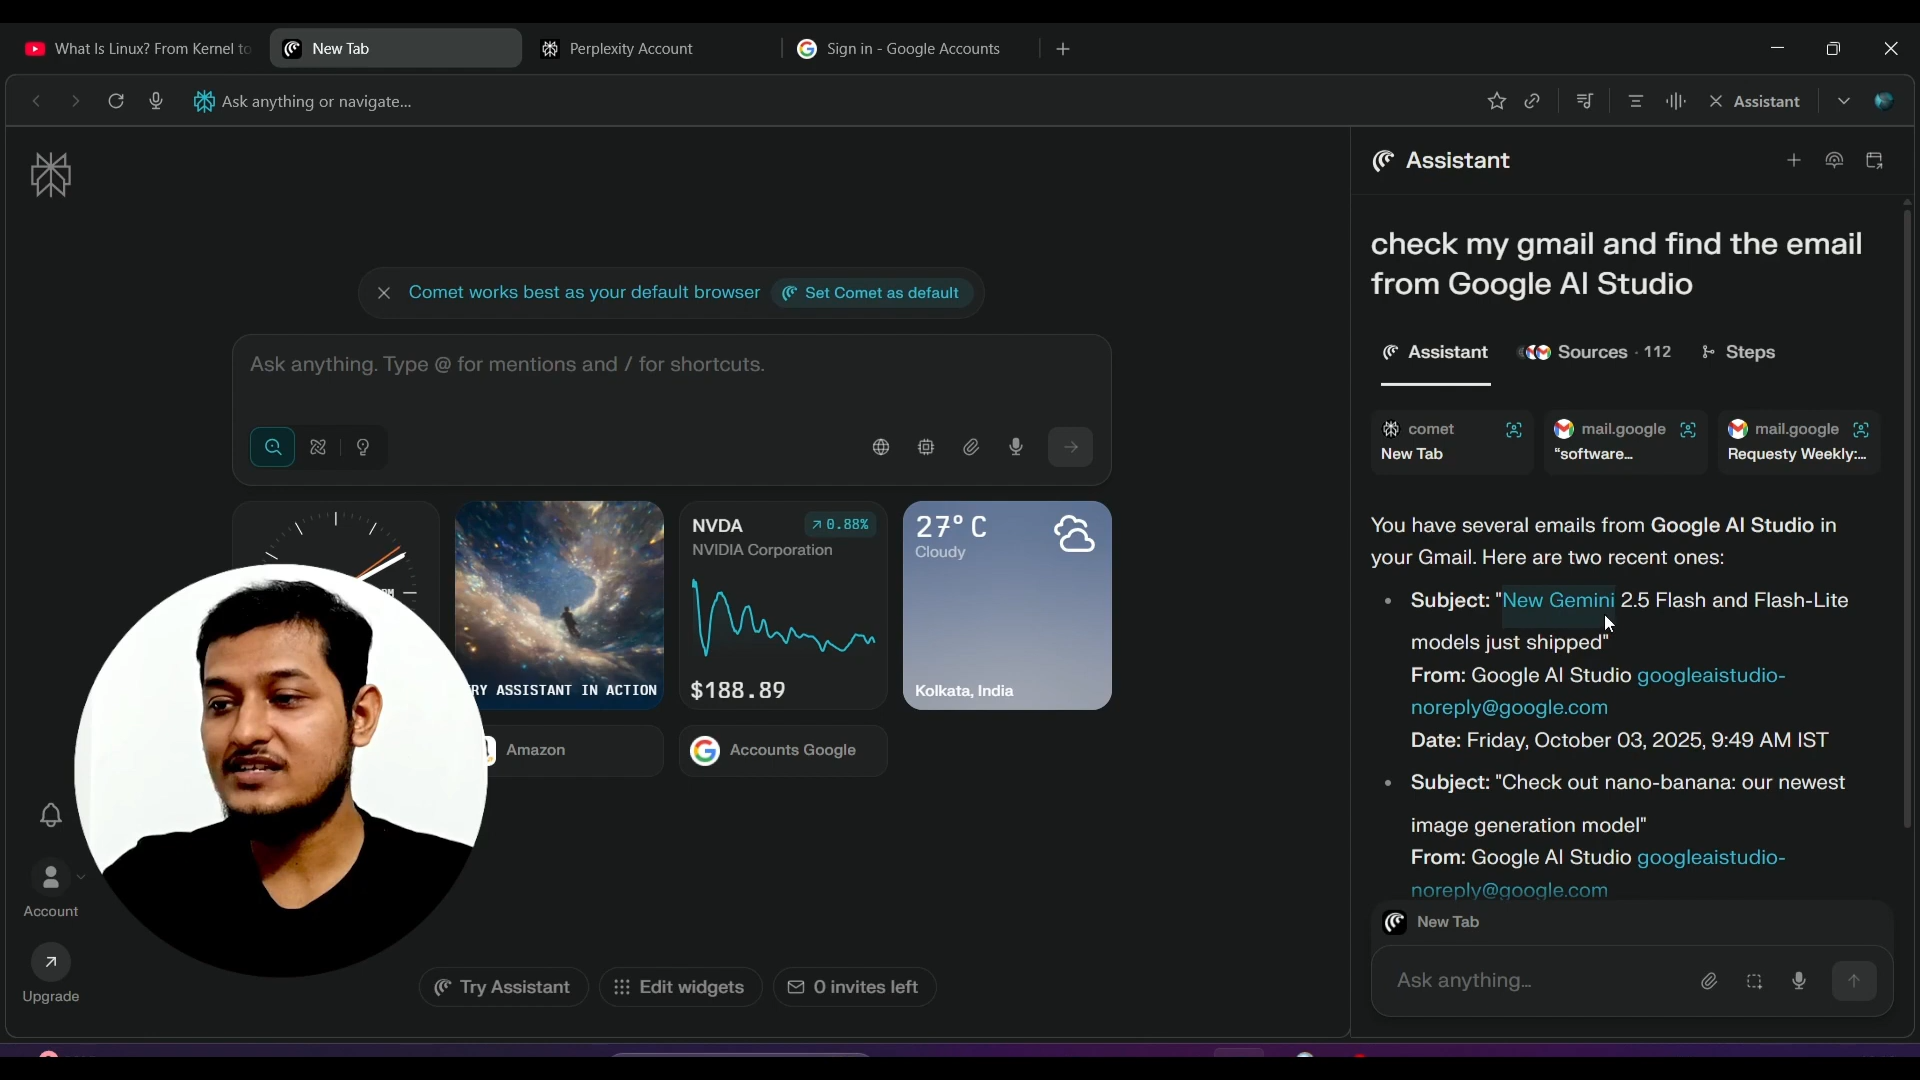 What Is Linux? From Kernel to
New Tab
Perplexity Account
Sign in - Google Accounts
Ask anything or navigate...
Assistant
Comet works best as your default browser
Set Comet as default
Ask anything. Type @ for mentions and / for shortcuts.
NVDA
0.88%
NVIDIA Corporation
$188.89
27° C
Cloudy
Kolkata, India
ASSISTANT IN ACTION
Amazon
Accounts Google
Account
Upgrade
Try Assistant
Edit widgets
0 invites left
Assistant
check my gmail and find the email
from Google AI Studio
Assistant
Sources · 112
Steps
comet
New Tab
mail.google
“software...
mail.google
Requesty Weekly:...
You have several emails from Google AI Studio in
your Gmail. Here are two recent ones:
• Subject: "New Gemini 2.5 Flash and Flash-Lite
models just shipped"
From: Google AI Studio googleaistudio-
noreply@google.com
Date: Friday, October 03, 2025, 9:49 AM IST
• Subject: "Check out nano-banana: our newest
image generation model"
From: Google AI Studio googleaistudio-
noreply@google.com
New Tab
Ask anything...